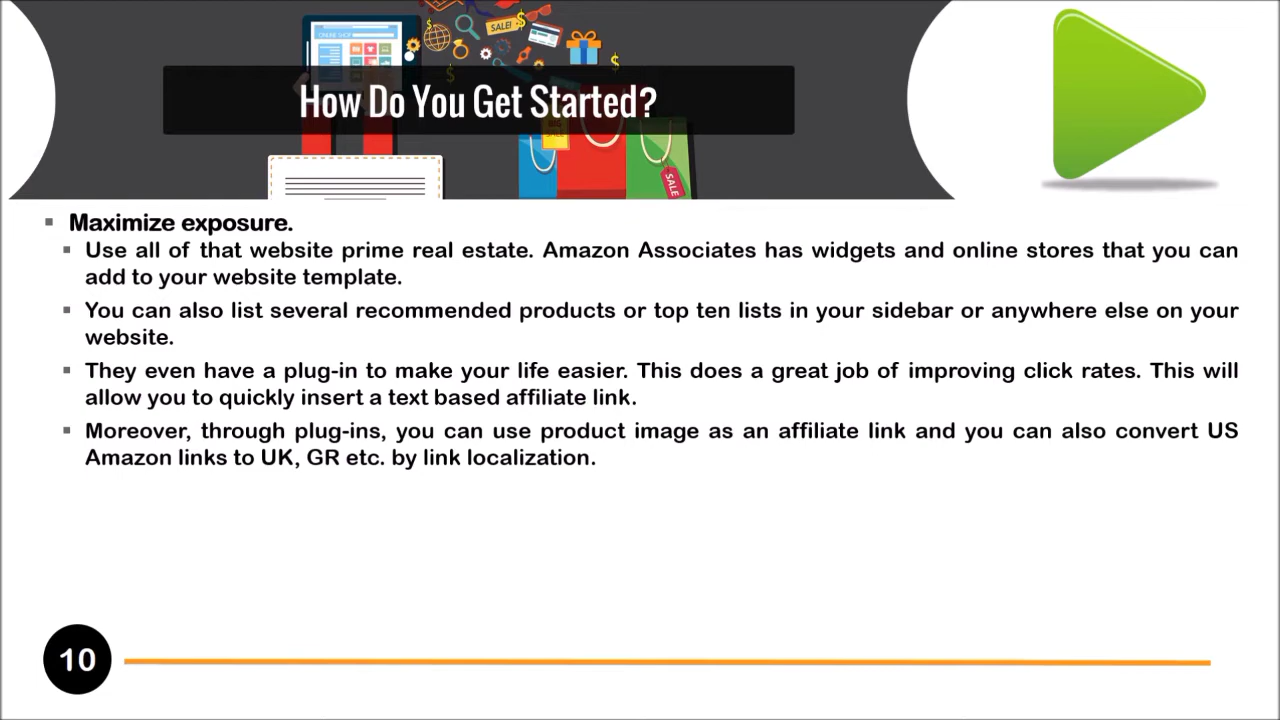 ONLINE SHOP
SALE!
How Do You Get Started?
SALE
Maximize exposure.
Use all of that website prime real estate. Amazon Associates has widgets and online stores that you can
add to your website template.
You can also list several recommended products or top ten lists in your sidebar or anywhere else on your
website.
They even have a plug-in to make your life easier. This does a great job of improving click rates. This will
allow you to quickly insert a text based affiliate link.
Moreover, through plug-ins, you can use product image as an affiliate link and you can also convert US
Amazon links to UK, GR etc. by link localization.
10